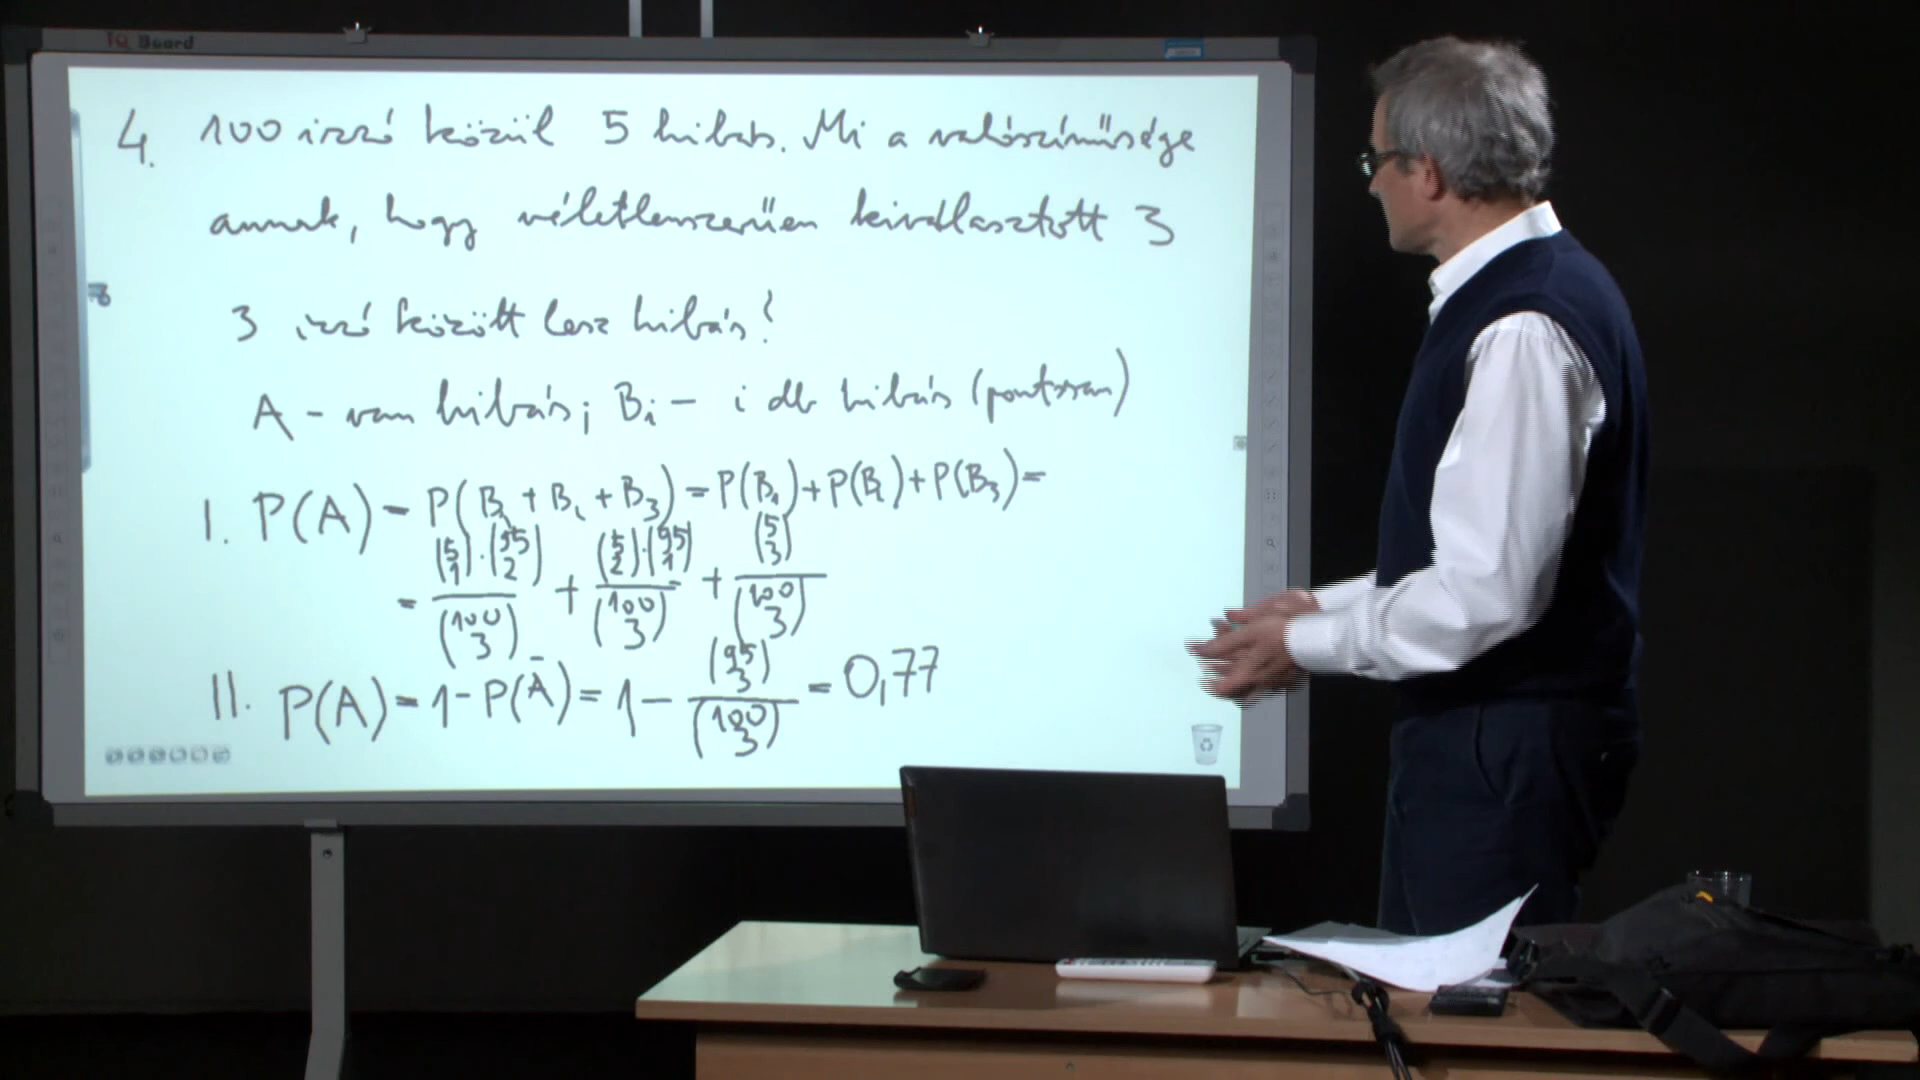 IQ Board
4. 100 izzó közül 5 hibás. Mi a valószínűsége
annak, hogy véletlenszerűen kiválasztott 3
3 izzó között lesz hibás?
A - van hibás; Bi - i db hibás (pontosan)
I. P(A) = P(B1 + B2 + B3) = P(B1) + P(B2) + P(B3) =
= (5 1)·(95 2) / (100 3) + (5 2)·(95 1) / (100 3) + (5 3) / (100 3)
II. P(A) = 1 - P(Ā) = 1 - (95 3) / (100 3) = 0,77